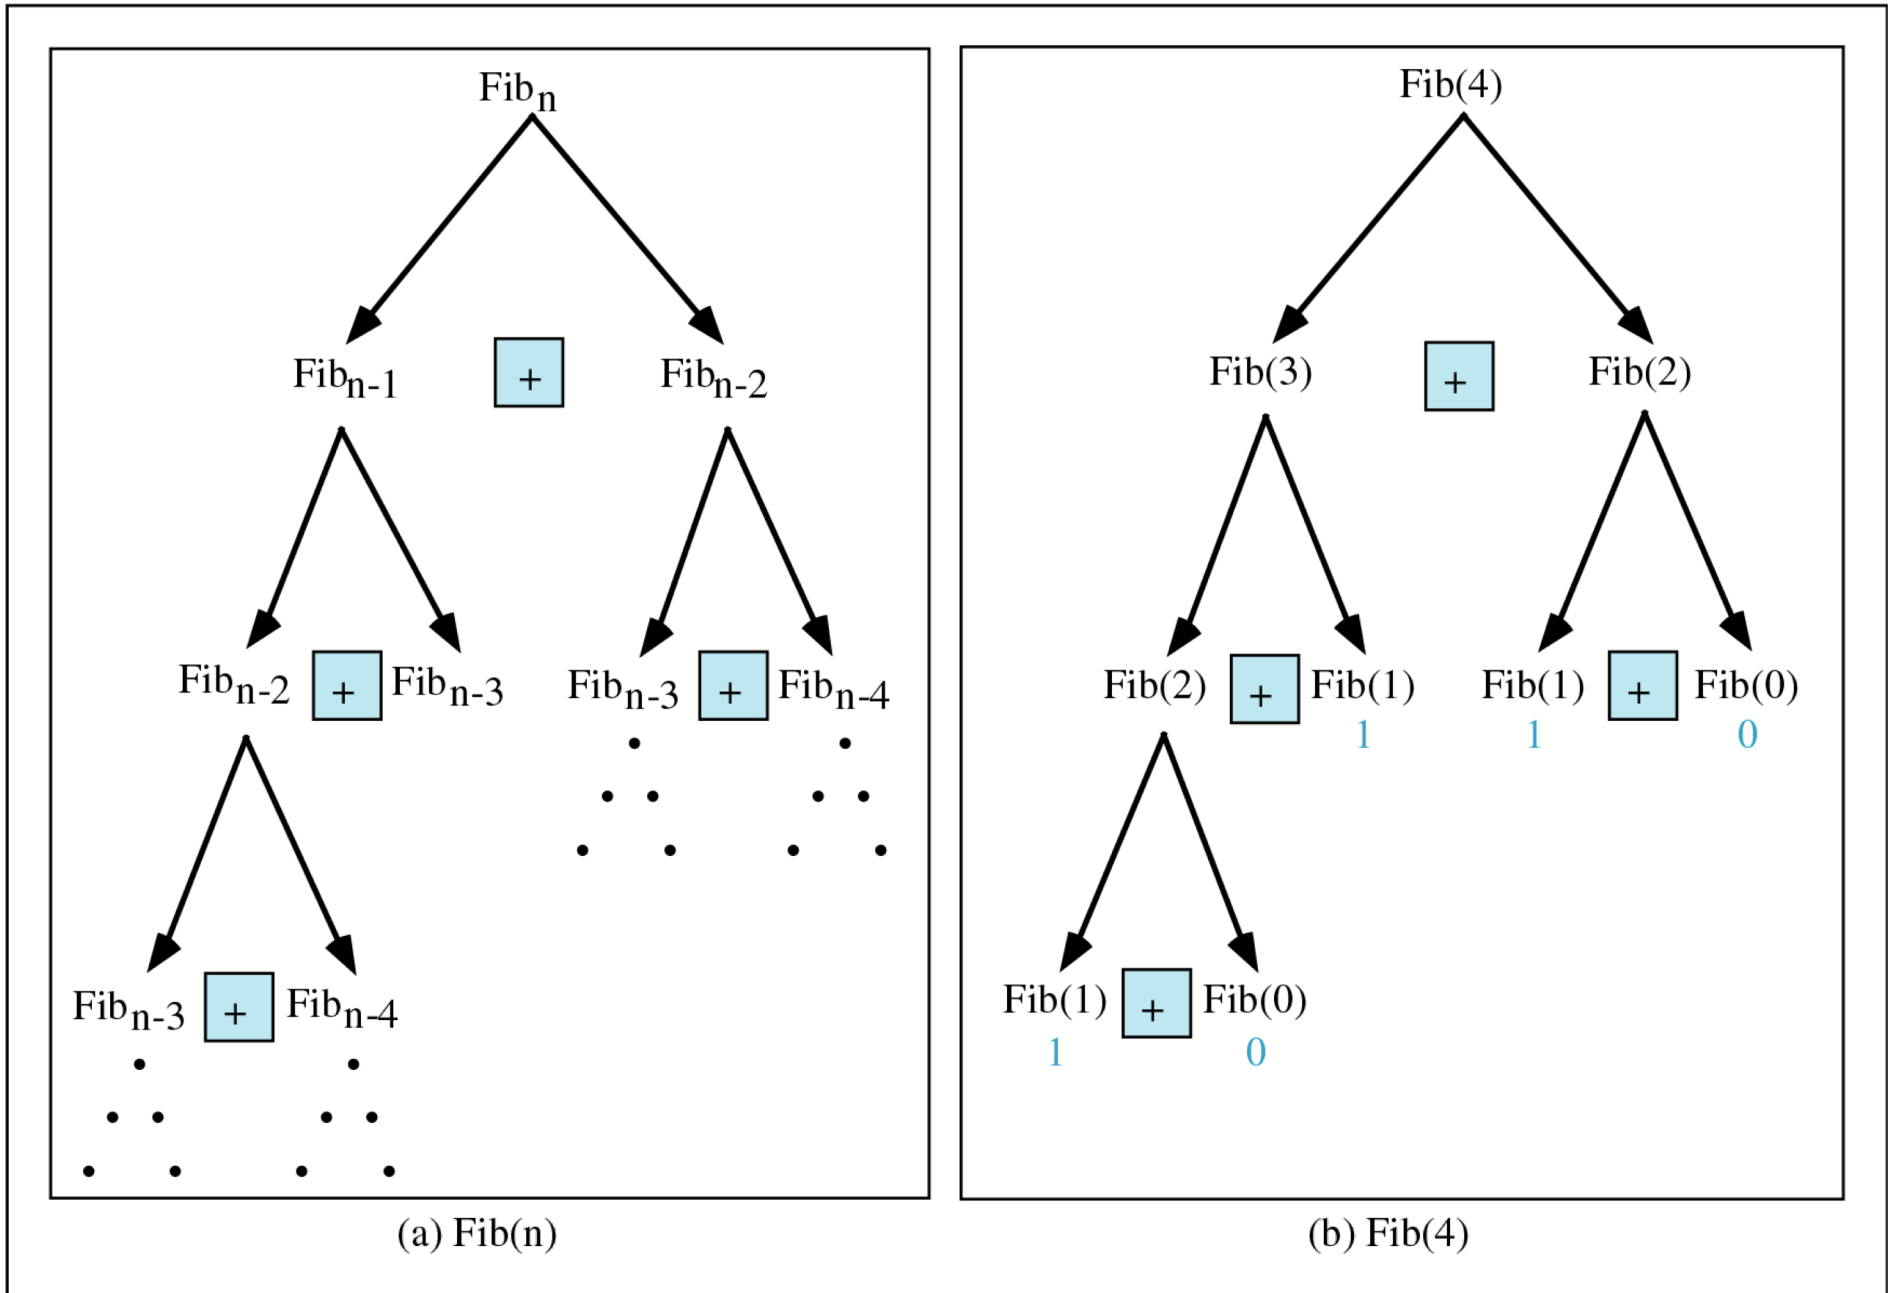 Fibn
Fibn-1 + Fibn-2
Fibn-2 + Fibn-3 Fibn-3 + Fibn-4
Fibn-3 + Fibn-4
(a) Fib(n)
Fib(4)
Fib(3) + Fib(2)
Fib(2) + Fib(1) Fib(1) + Fib(0)
1 1 0
Fib(1) + Fib(0)
1 0
(b) Fib(4)